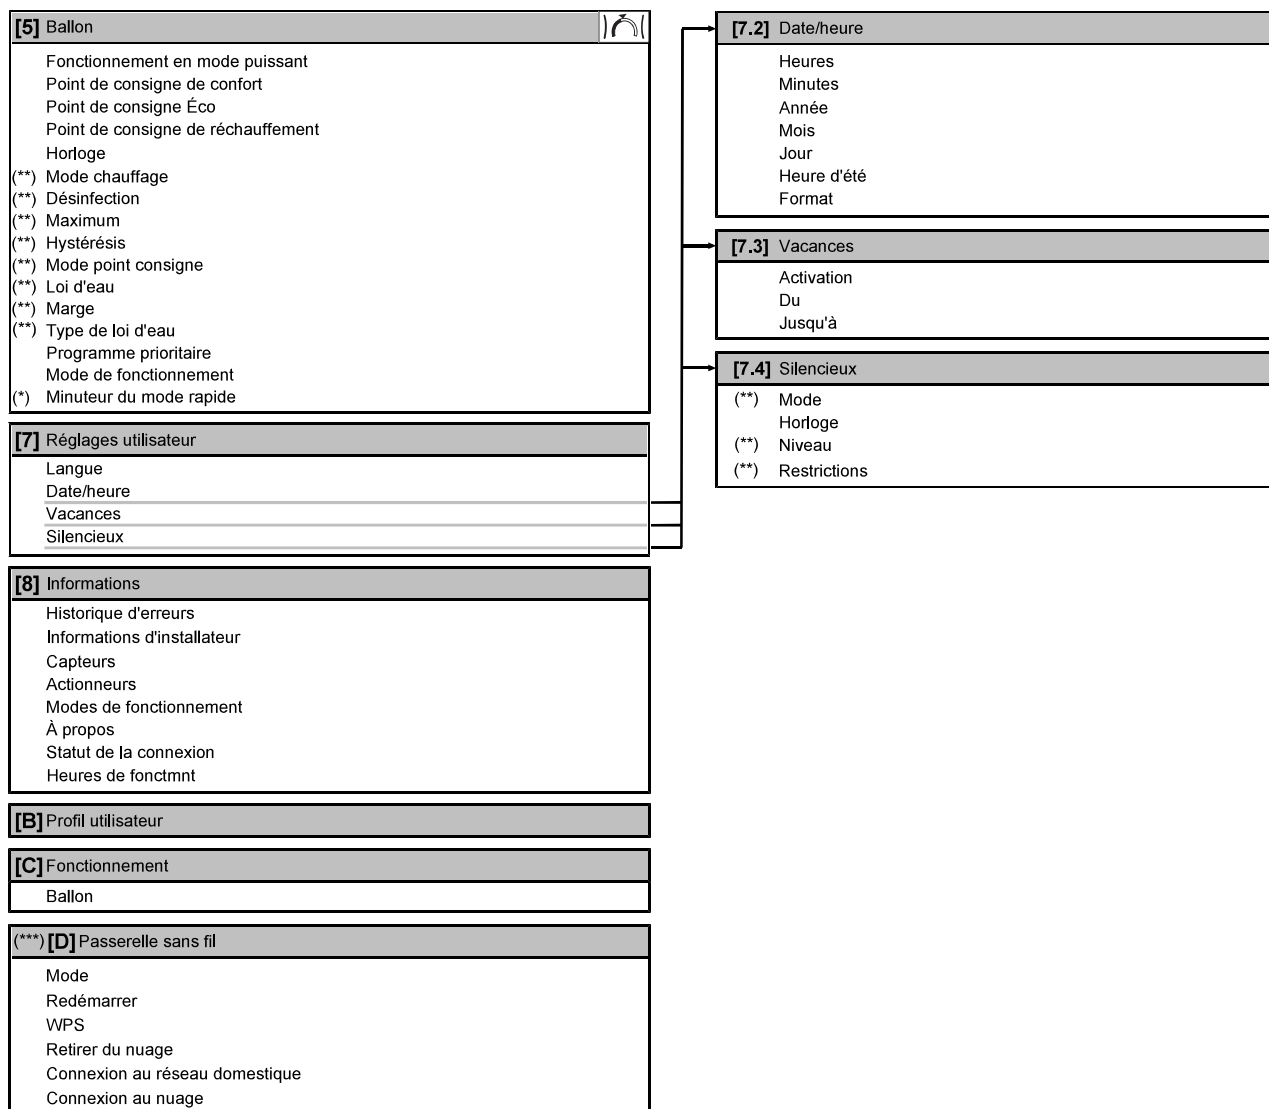 [5] Ballon
Fonctionnement en mode puissant
Point de consigne de confort
Point de consigne Éco
Point de consigne de réchauffement
Horloge
(**) Mode chauffage
(**) Désinfection
(**) Maximum
(**) Hystérésis
(**) Mode point consigne
(**) Loi d'eau
(**) Marge
(**) Type de loi d'eau
Programme prioritaire
Mode de fonctionnement
(*) Minuteur du mode rapide
[7] Réglages utilisateur
Langue
Date/heure
Vacances
Silencieux
[8] Informations
Historique d'erreurs
Informations d'installateur
Capteurs
Actionneurs
Modes de fonctionnement
À propos
Statut de la connexion
Heures de fonctmnt
[B] Profil utilisateur
[C] Fonctionnement
Ballon
(***) [D] Passerelle sans fil
Mode
Redémarrer
WPS
Retirer du nuage
Connexion au réseau domestique
Connexion au nuage
[7.2] Date/heure
Heures
Minutes
Année
Mois
Jour
Heure d'été
Format
[7.3] Vacances
Activation
Du
Jusqu'à
[7.4] Silencieux
(**) Mode
Horloge
(**) Niveau
(**) Restrictions